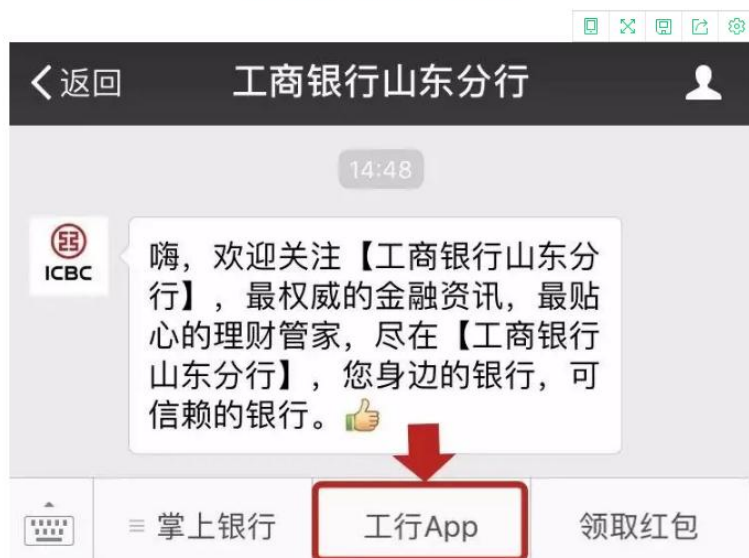 返回
工商银行山东分行
14:48
ICBC
嗨，欢迎关注【工商银行山东分
行】，最权威的金融资讯，最贴
心的理财管家，尽在【工商银行
山东分行】，您身边的银行，可
信赖的银行。👍
掌上银行
工行App
领取红包